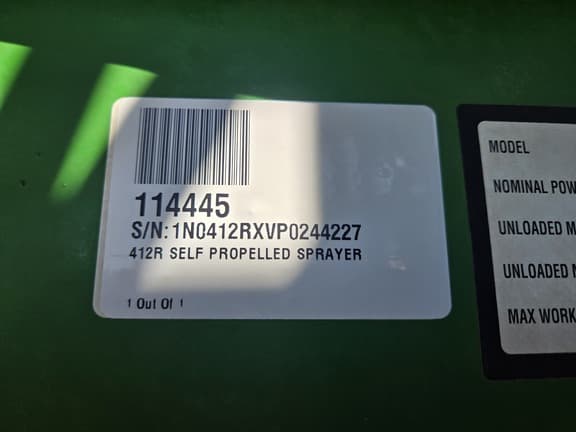 114445
S/N: 1N0412RXVP0244227
412R SELF PROPELLED SPRAYER
1 Out Of 1
MODEL
NOMINAL POW
UNLOADED M
UNLOADED
MAX WORK